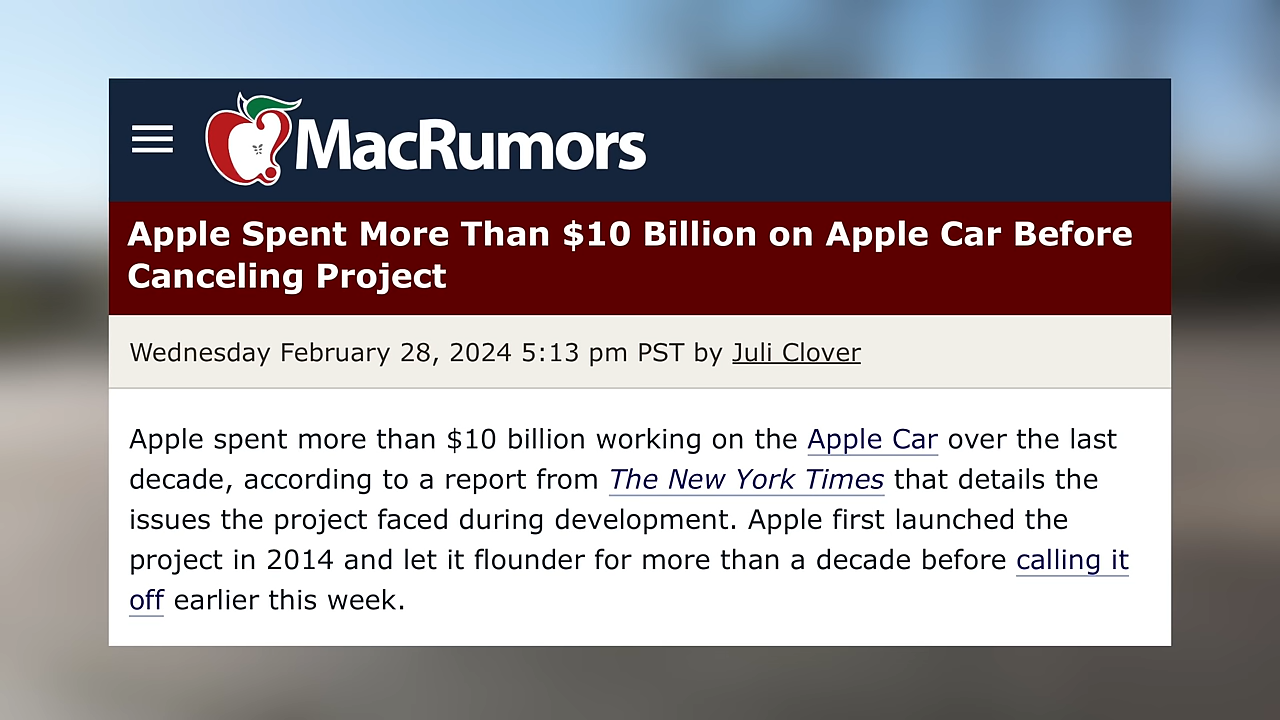 MacRumors
Apple Spent More Than $10 Billion on Apple Car Before
Canceling Project
Wednesday February 28, 2024 5:13 pm PST by Juli Clover
Apple spent more than $10 billion working on the Apple Car over the last
decade, according to a report from The New York Times that details the
issues the project faced during development. Apple first launched the
project in 2014 and let it flounder for more than a decade before calling it
off earlier this week.